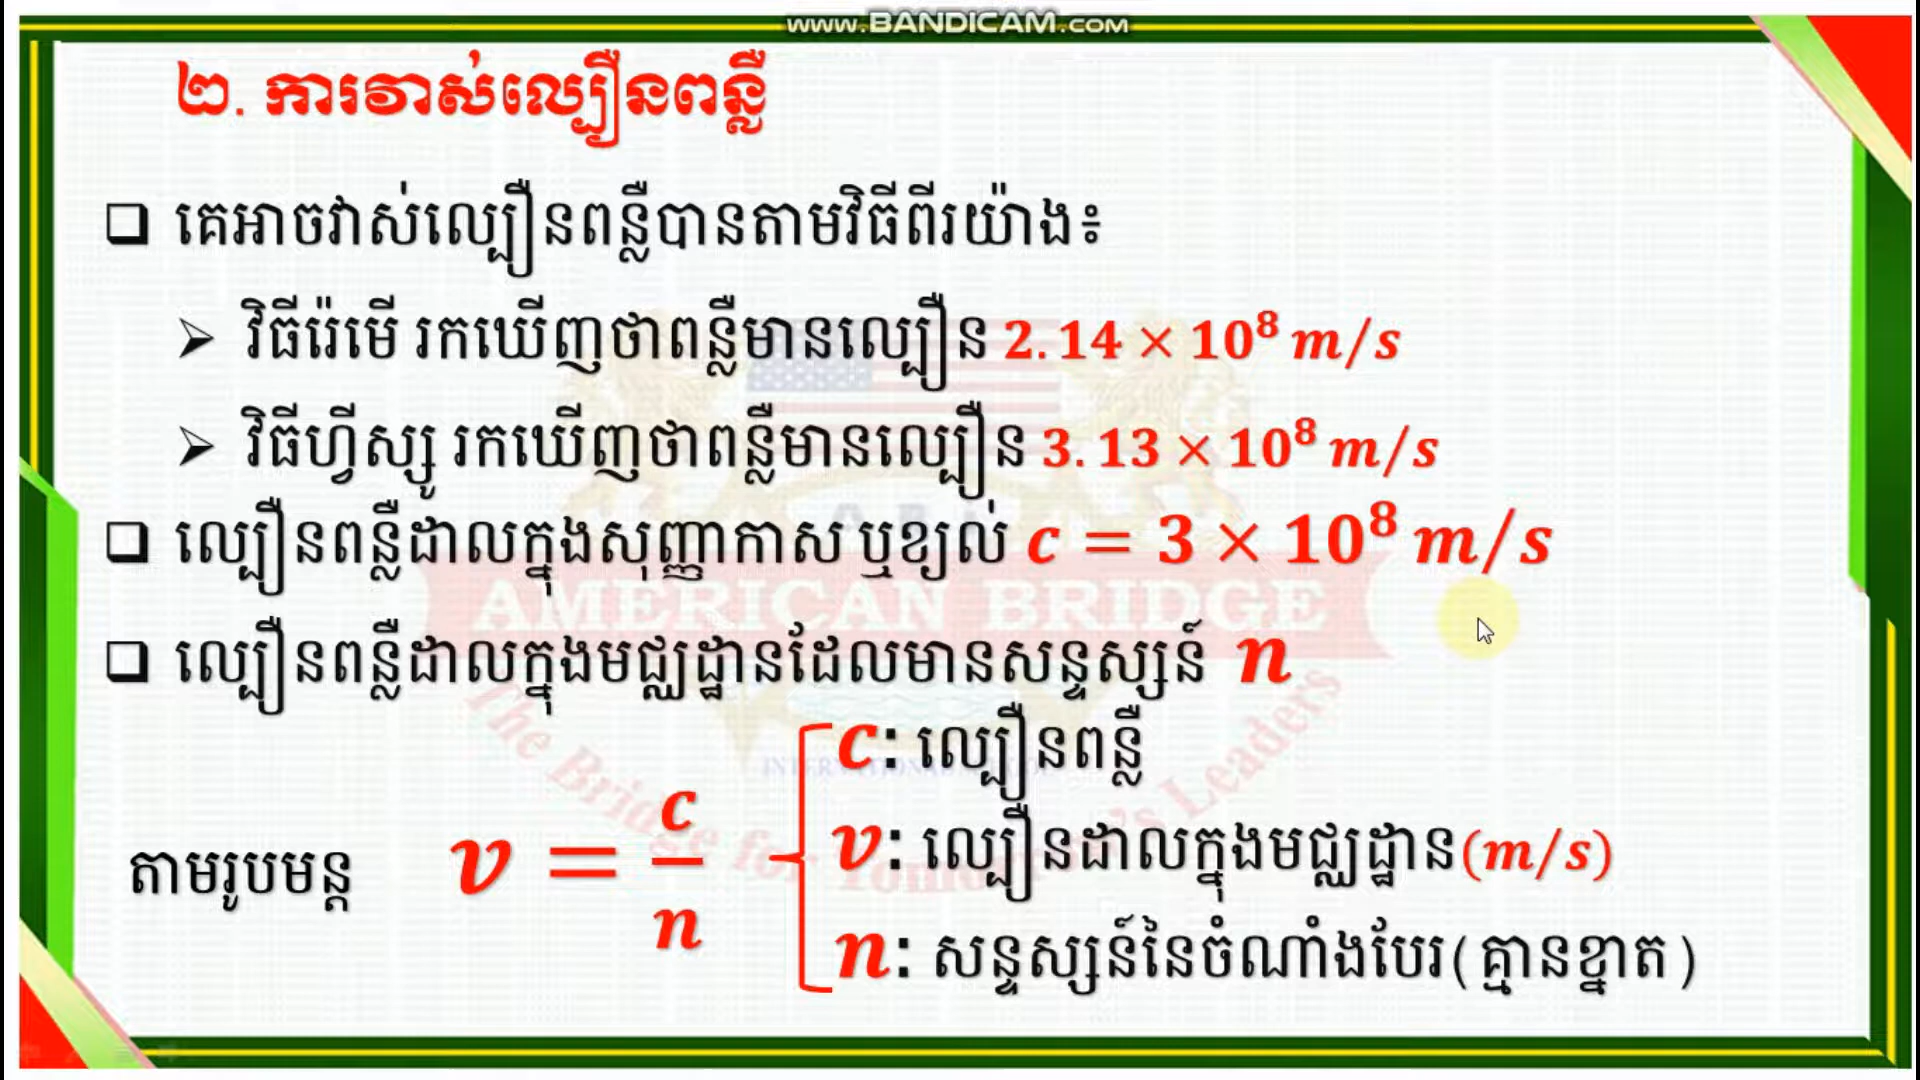 www.BANDICAM.com
២. ការវាស់ល្បឿនពន្លឺ
❑ គេអាចវាស់ល្បឿនពន្លឺបានតាមវិធីពីរយ៉ាង៖
➢ វិធីរ៉េមើ រកឃើញថាពន្លឺមានល្បឿន 2.14 × 10⁸ m/s
➢ វិធីហ្វីស្សូ រកឃើញថាពន្លឺមានល្បឿន 3.13 × 10⁸ m/s
❑ ល្បឿនពន្លឺដាលក្នុងសុញ្ញាកាស ឬខ្យល់ c = 3 × 10⁸ m/s
AMERICAN BRIDGE
❑ ល្បឿនពន្លឺដាលក្នុងមជ្ឈដ្ឋានដែលមានសន្ទស្សន៍ n
The Bridge for Tomorrow's Leaders
c: ល្បឿនពន្លឺ
តាមរូបមន្ត v = c/n
v: ល្បឿនដាលក្នុងមជ្ឈដ្ឋាន(m/s)
n: សន្ទស្សន៍នៃចំណាំងបែរ(គ្មានខ្នាត)